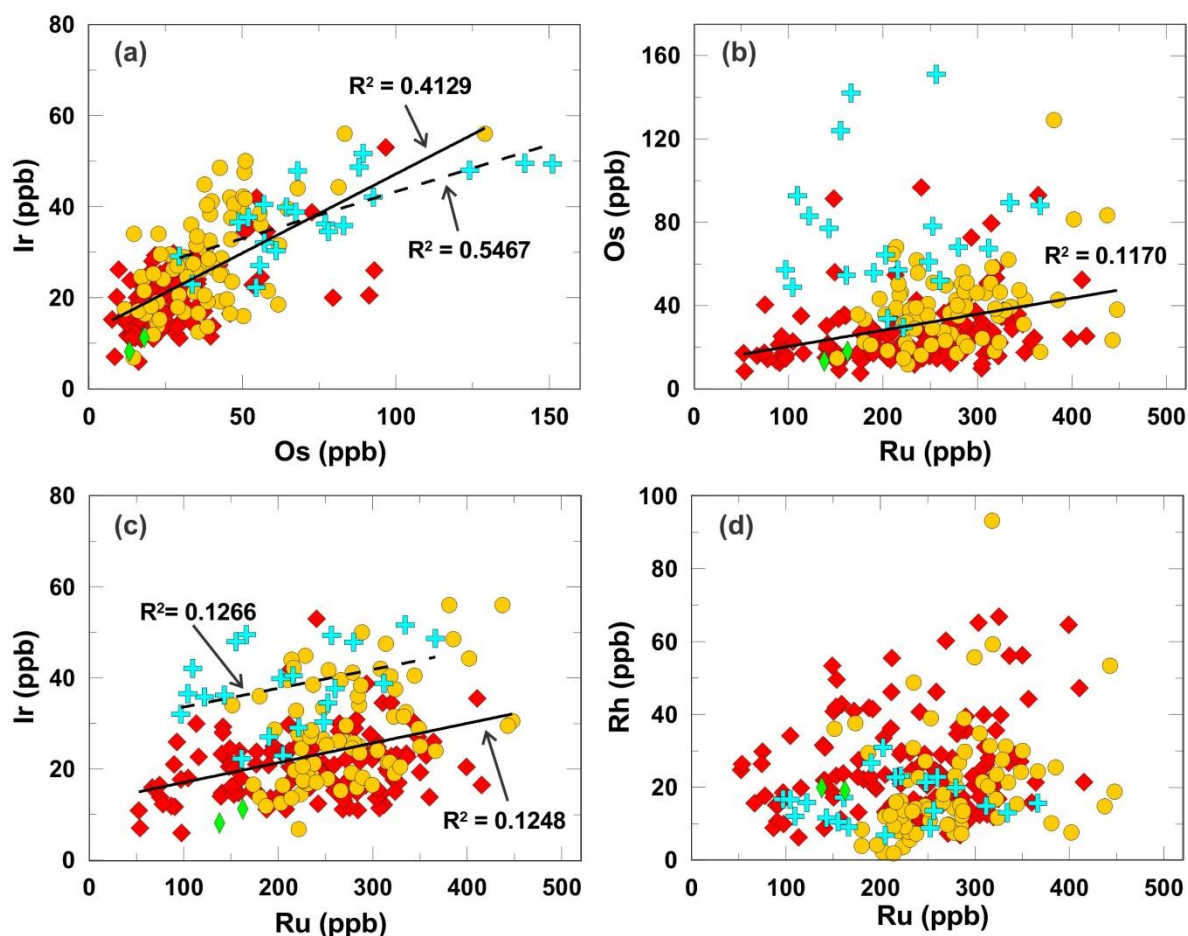 (a)
R² = 0.4129
R² = 0.5467
80
60
40
20
0
Ir (ppb)
0 50 100 150
Os (ppb)
(b)
R² = 0.1170
160
120
80
40
0
Os (ppb)
0 100 200 300 400 500
Ru (ppb)
(c)
R²= 0.1266
R² = 0.1248
80
60
40
20
0
Ir (ppb)
0 100 200 300 400 500
Ru (ppb)
(d)
100
80
60
40
20
0
Rh (ppb)
0 100 200 300 400 500
Ru (ppb)